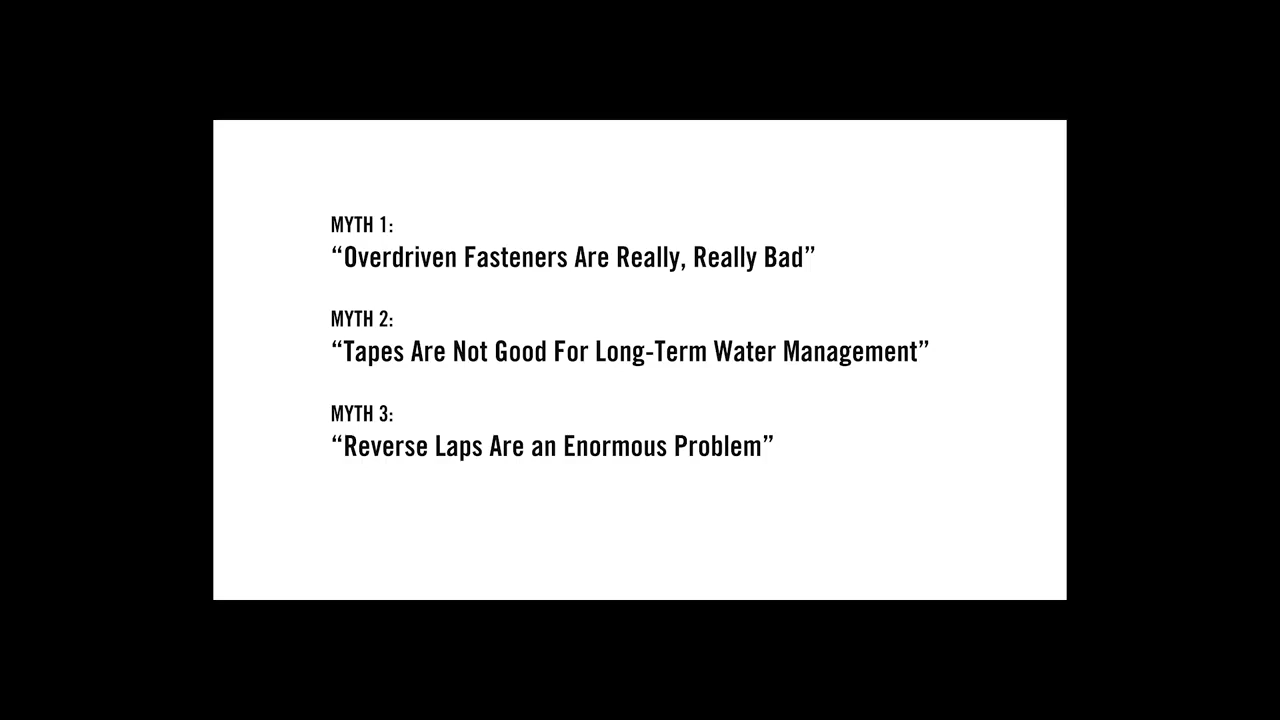 MYTH 1:
“Overdriven Fasteners Are Really, Really Bad”
MYTH 2:
“Tapes Are Not Good For Long-Term Water Management”
MYTH 3:
“Reverse Laps Are an Enormous Problem”